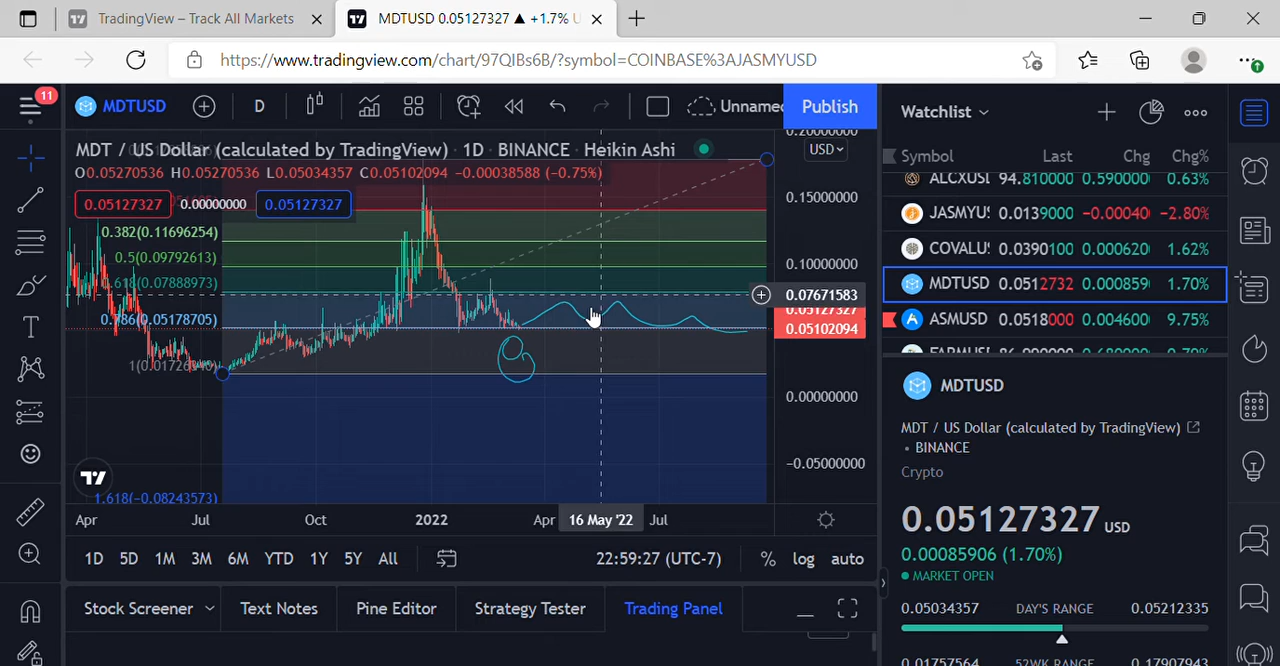 TradingView – Track All Markets
MDTUSD 0.05127327 ▲ +1.7%
https://www.tradingview.com/chart/97QIBs6B/?symbol=COINBASE%3AJASMYUSD
11
MDTUSD
D
Unnamed
Publish
MDT / US Dollar (calculated by TradingView) · 1D · BINANCE · Heikin Ashi
O0.05270536 H0.05270536 L0.05034357 C0.05102094 −0.00038588 (−0.75%)
0.05127327 0.00000000 0.05127327
0.382(0.11696254)
0.5(0.09792613)
0.618(0.07888973)
0.786(0.05178705)
1.618(-0.08243573)
0.20000000
USD
0.15000000
0.10000000
0.07671583
0.05127327
0.05102094
0.00000000
−0.05000000
Apr Jul Oct 2022 Apr 16 May '22 Jul
1D 5D 1M 3M 6M YTD 1Y 5Y All
22:59:27 (UTC-7)
% log auto
Stock Screener Text Notes Pine Editor Strategy Tester Trading Panel
Watchlist
Symbol Last Chg Chg%
ALCXUSI 94.810000 0.590000 0.63%
JASMYU 0.0139000 −0.00040 −2.80%
COVALU 0.0390100 0.000620 1.62%
MDTUSD 0.0512732 0.000859 1.70%
ASMUSD 0.0518000 0.004600 9.75%
MDTUSD
MDT / US Dollar (calculated by TradingView)
• BINANCE
Crypto
0.05127327 USD
0.00085906 (1.70%)
MARKET OPEN
0.05034357 DAY'S RANGE 0.05212335
0.01757564 52WK RANGE 0.17907943